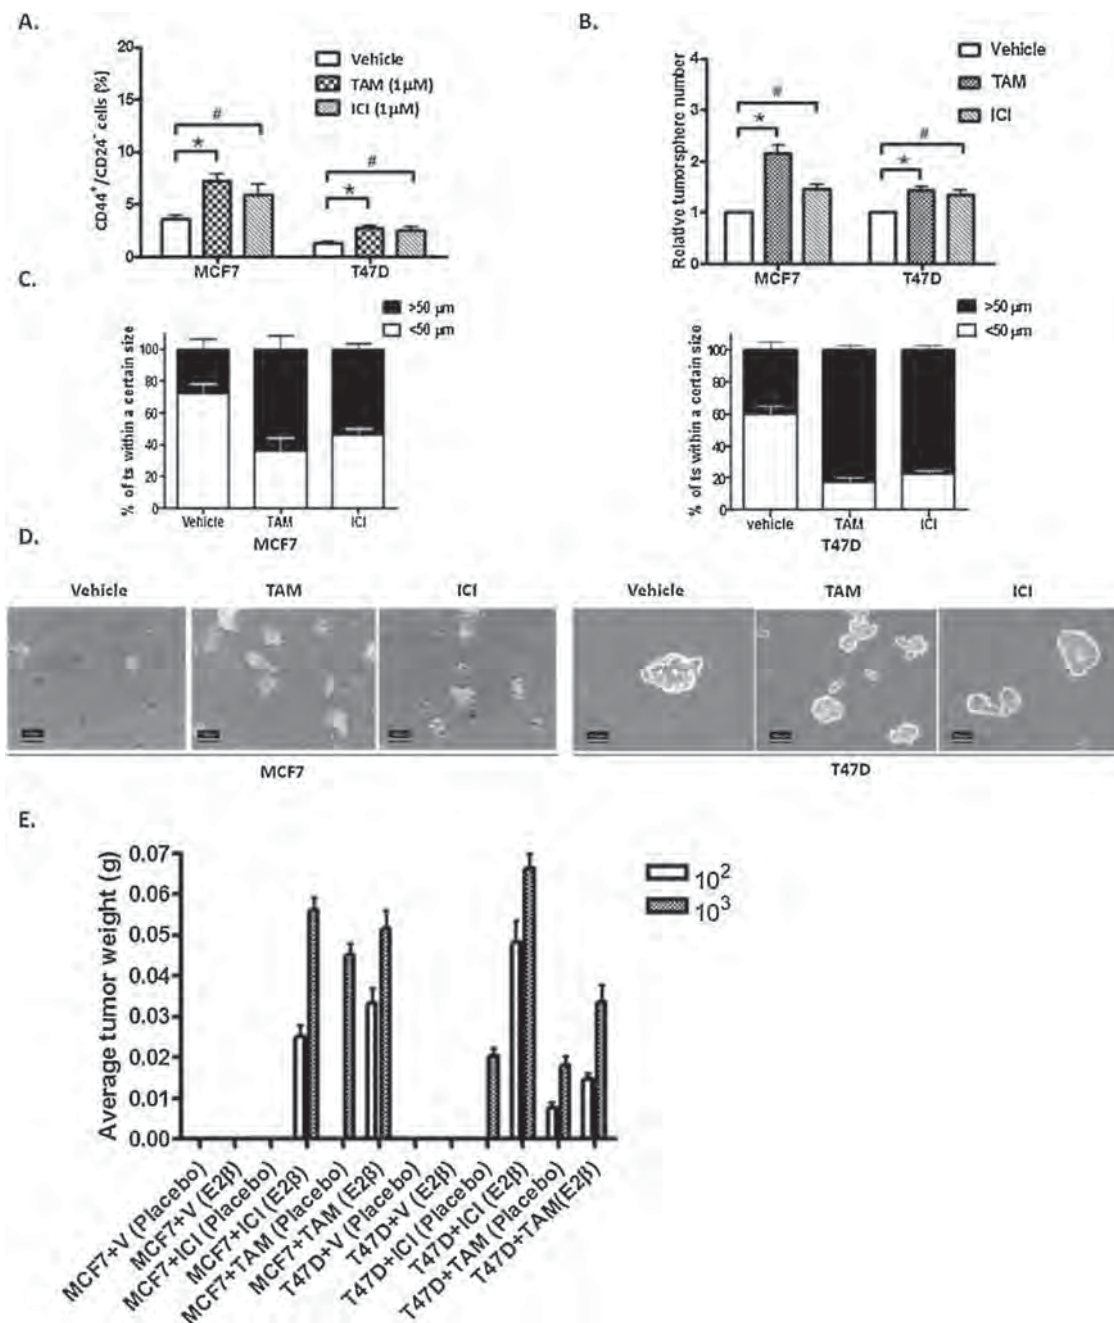 A.
CD44⁺/CD24⁻ cells (%)
20
15
10
5
0
Vehicle
TAM (1µM)
ICI (1µM)
#
*
#
*
MCF7
T47D
B.
Relative tumorsphere number
4
3
2
1
0
Vehicle
TAM
ICI
#
*
#
*
MCF7
T47D
C.
% of ts within a certain size
100
80
60
40
20
0
>50 µm
<50 µm
Vehicle
TAM
ICI
MCF7
% of ts within a certain size
100
80
60
40
20
0
>50 µm
<50 µm
vehicle
TAM
ICI
T47D
D.
Vehicle
TAM
ICI
Vehicle
TAM
ICI
MCF7
T47D
E.
Average tumor weight (g)
0.07
0.06
0.05
0.04
0.03
0.02
0.01
0.00
10²
10³
MCF7+V (Placebo)
MCF7+V (E2β)
MCF7+ICI (Placebo)
MCF7+ICI (E2β)
MCF7+TAM (Placebo)
MCF7+TAM (E2β)
T47D+V (Placebo)
T47D+V (E2β)
T47D+ICI (Placebo)
T47D+ICI (E2β)
T47D+TAM (Placebo)
T47D+TAM(E2β)